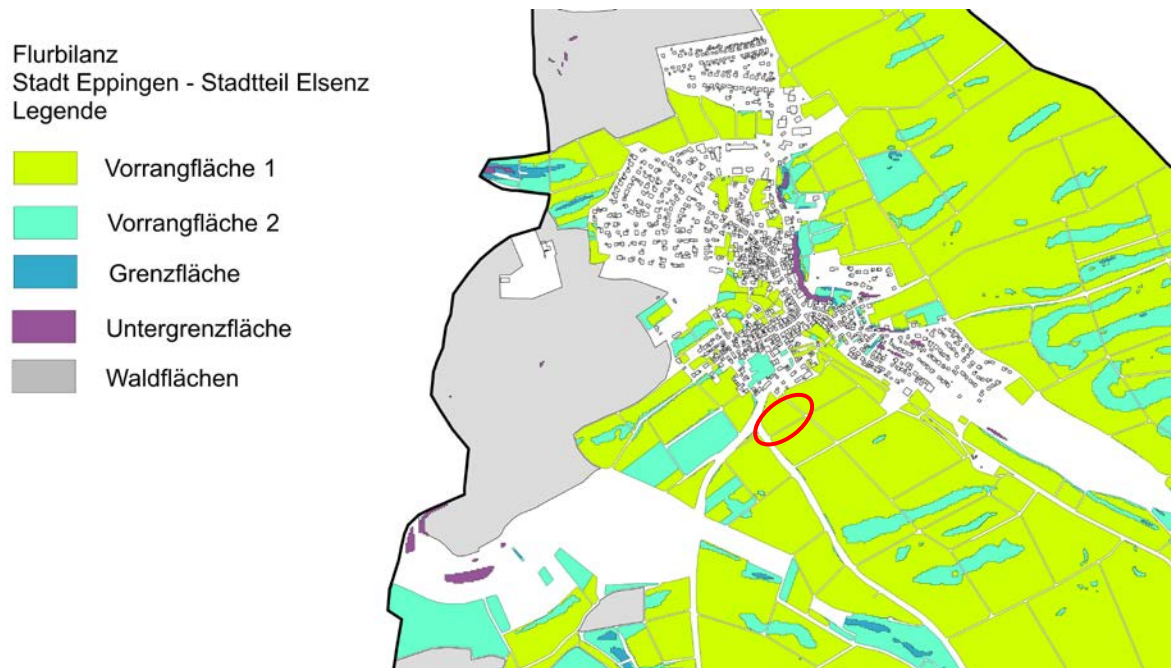 Flurbilanz
Stadt Eppingen - Stadtteil Elsenz
Legende
Vorrangfläche 1
Vorrangfläche 2
Grenzfläche
Untergrenzfläche
Waldflächen